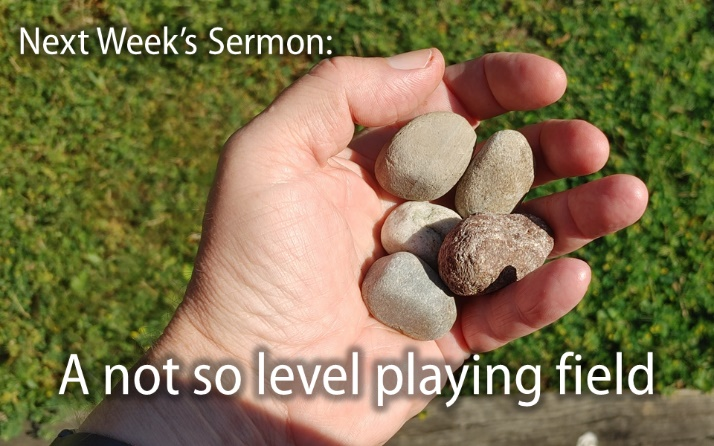 Next Week’s Sermon:
A not so level playing field